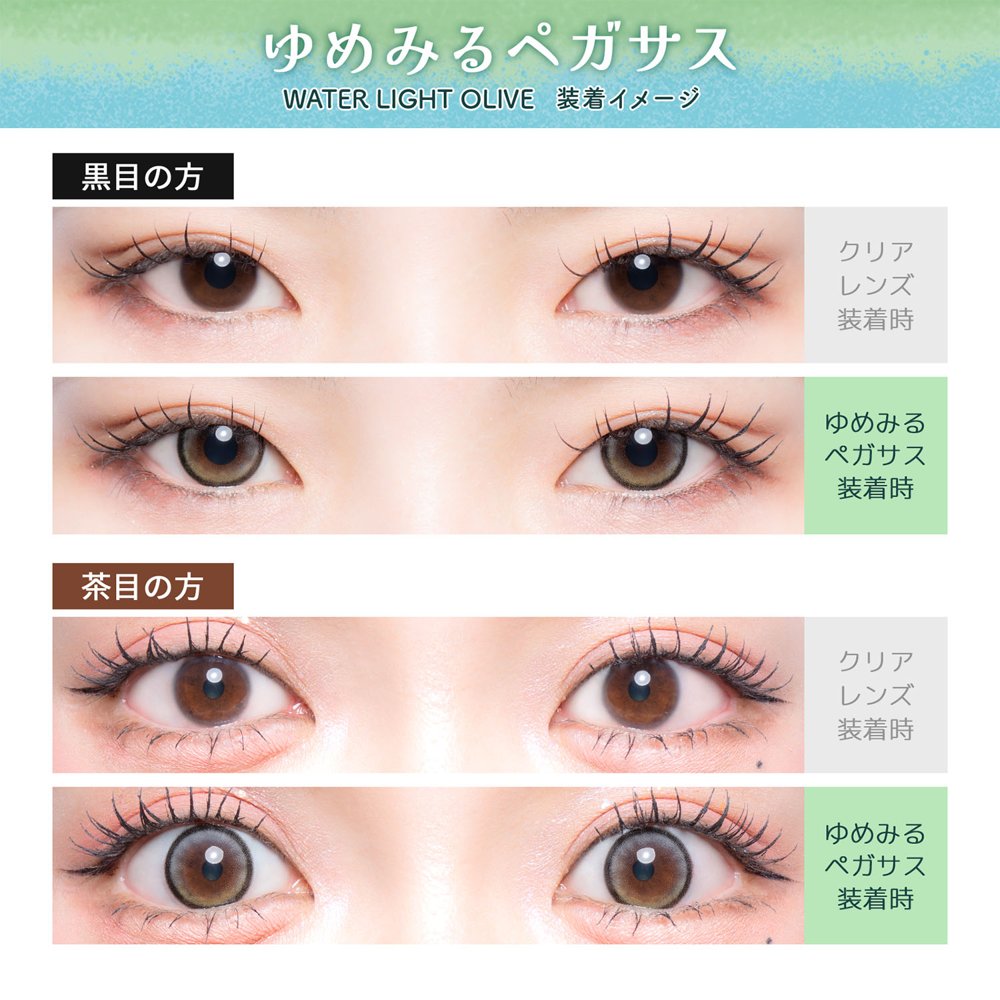 ゆめみるペガサス
WATER LIGHT OLIVE 装着イメージ
黒目の方
クリア
レンズ
装着時
ゆめみる
ペガサス
装着時
茶目の方
クリア
レンズ
装着時
ゆめみる
ペガサス
装着時